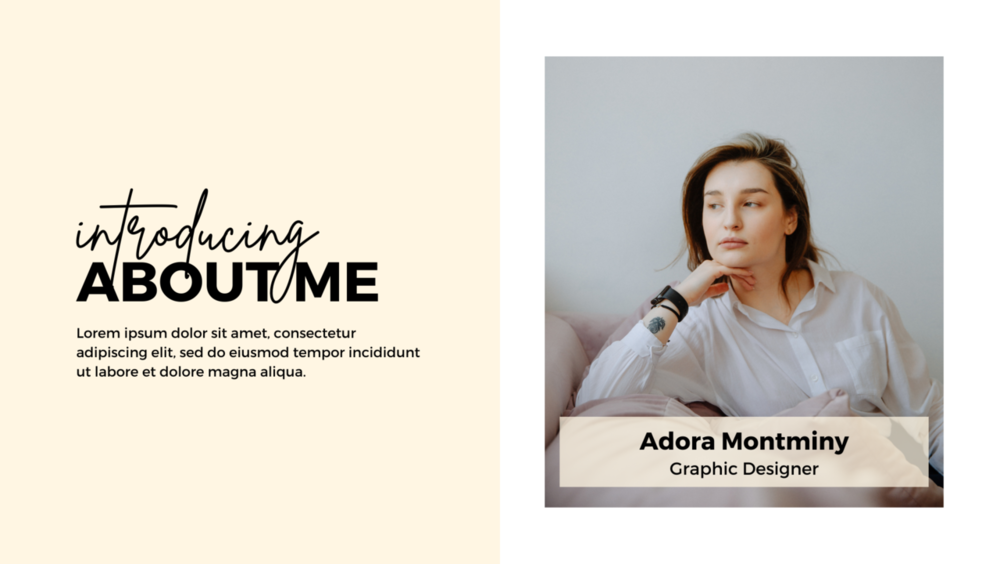 introducing
ABOUT ME
Lorem ipsum dolor sit amet, consectetur
adipiscing elit, sed do eiusmod tempor incididunt
ut labore et dolore magna aliqua.
Adora Montminy
Graphic Designer